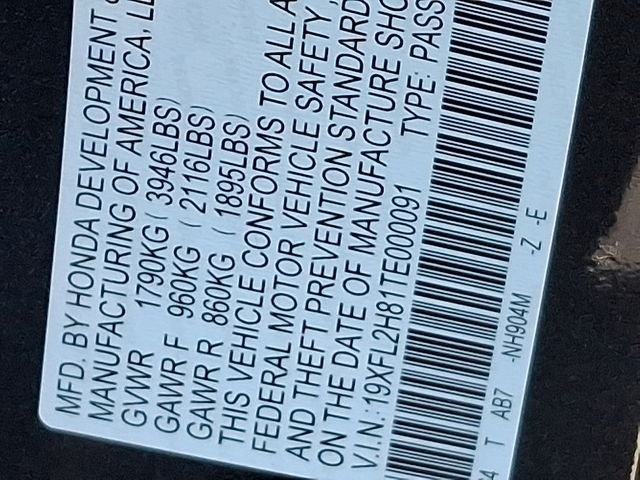 MFD. BY HONDA DEVELOPMENT
MANUFACTURING OF AMERICA, LL
GVWR 1790KG ( 3946LBS)
GAWR F 960KG ( 2116LBS)
GAWR R 860KG ( 1895LBS)
THIS VEHICLE CONFORMS TO ALL A
FEDERAL MOTOR VEHICLE SAFETY,
AND THEFT PREVENTION STANDARD
ON THE DATE OF MANUFACTURE SHO
V.I.N.: 19XFL2H81TE000091 TYPE: PASS
4 T AB7 -NH904M -Z -E